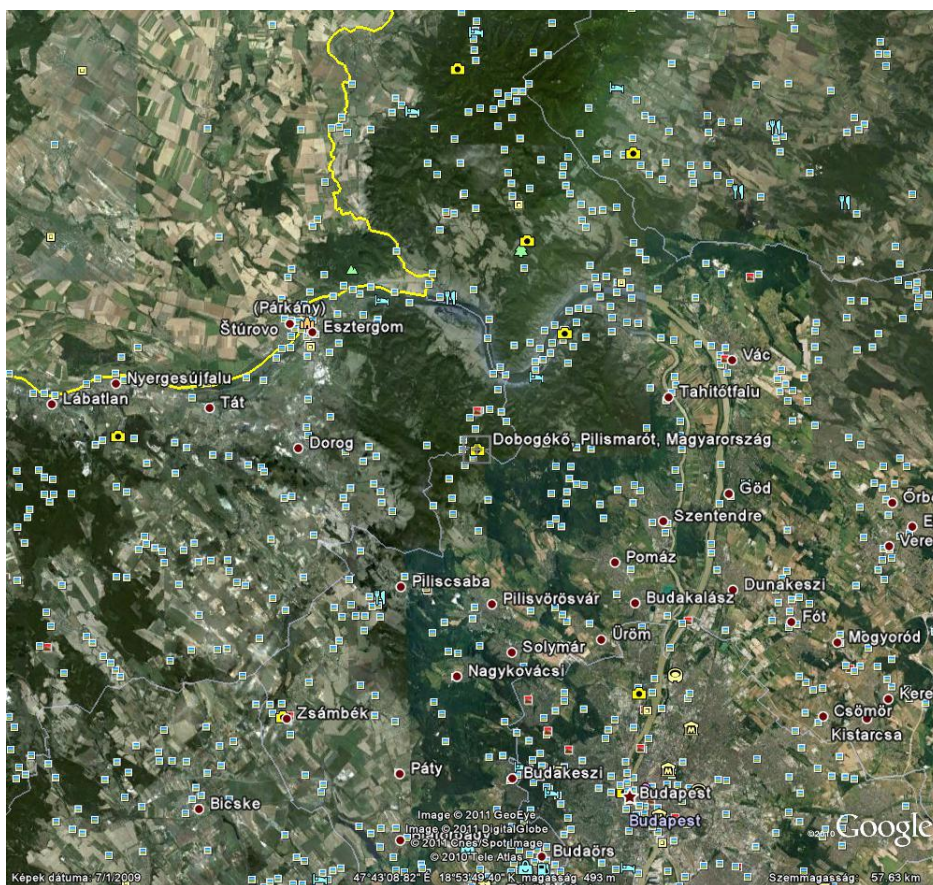 (Párkány)
Štúrovo
Esztergom
Vác
Nyergesújfalu
Lábatlan
Tát
Tahitótfalu
Dorog
Dobogókő, Pilismarót, Magyarország
Göd
Szentendre
Pomáz
Piliscsaba
Pilisvörösvár
Budakalász
Dunakeszi
Fót
Üröm
Mogyoród
Solymár
Nagykovácsi
Zsámbék
Csömör
Kistarcsa
Páty
Budakeszi
Bicske
Budapest
Budapest
Image © 2011 GeoEye
Image © 2011 DigitalGlobe
© 2011 Cnes/Spot Image
© 2010 Tele Atlas
©2010 Google
Budaörs
Képek dátuma: 7/1/2009
47°43'08.82" É 18°53'49.40" K magasság 493 m
Szemmagasság: 57.63 km